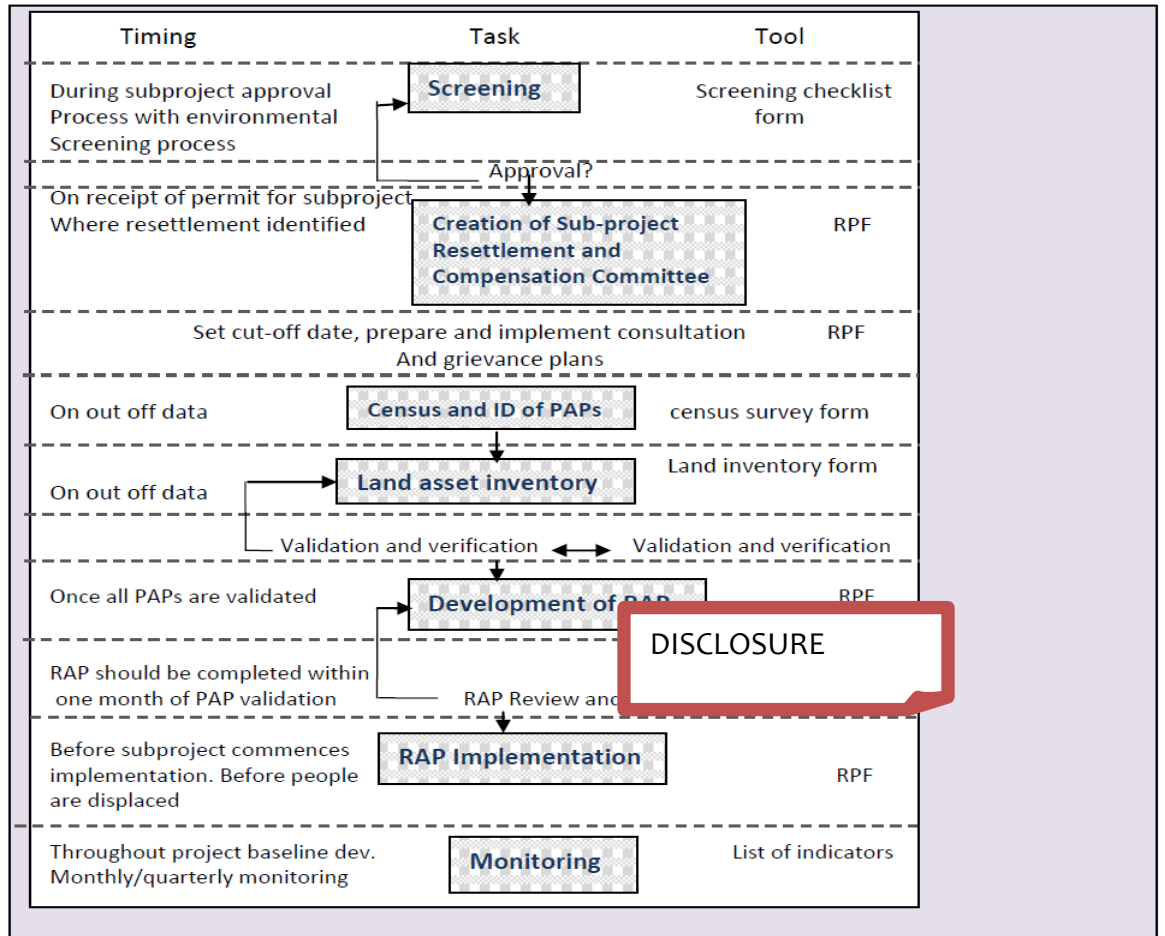 Timing Task Tool
During subproject approval
Process with environmental
Screening process
Screening
Screening checklist
form
Approval?
On receipt of permit for subproject
Where resettlement identified
Creation of Sub-project
Resettlement and
Compensation Committee
RPF
Set cut-off date, prepare and implement consultation
And grievance plans
RPF
On out off data
Census and ID of PAPs
census survey form
On out off data
Land asset inventory
Land inventory form
Validation and verification Validation and verification
Once all PAPs are validated
Development of RAP
RPF
DISCLOSURE
RAP should be completed within
one month of PAP validation
RAP Review and
Before subproject commences
implementation. Before people
are displaced
RAP Implementation
RPF
Throughout project baseline dev.
Monthly/quarterly monitoring
Monitoring
List of indicators